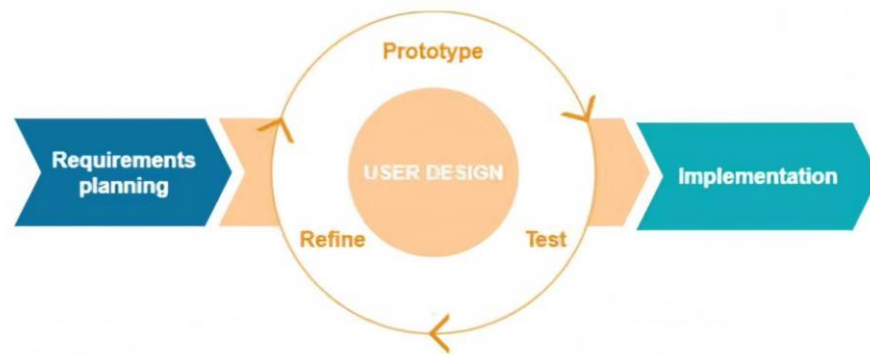 Prototype
Requirements
planning
USER DESIGN
Implementation
Refine
Test